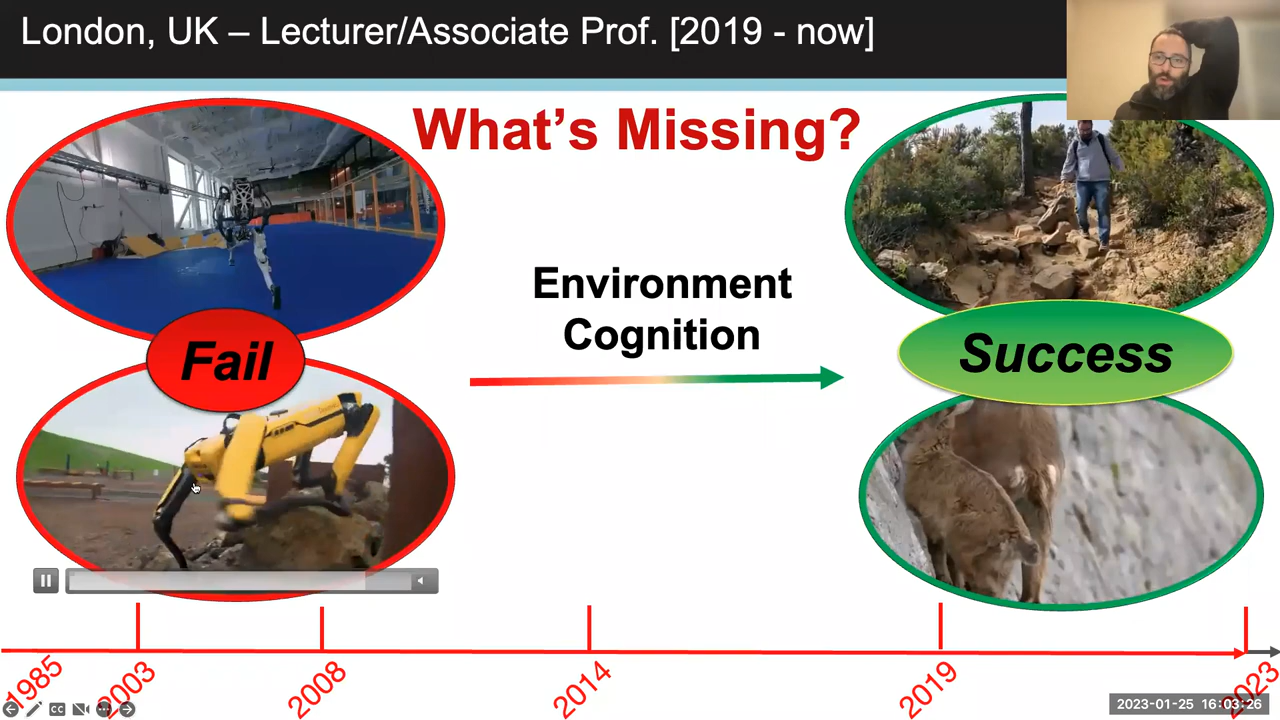 London, UK – Lecturer/Associate Prof. [2019 - now]
What's Missing?
Environment
Cognition
Fail
Success
1985
2003
2008
2014
2019
2023
CC
2023-01-25 16:03:26